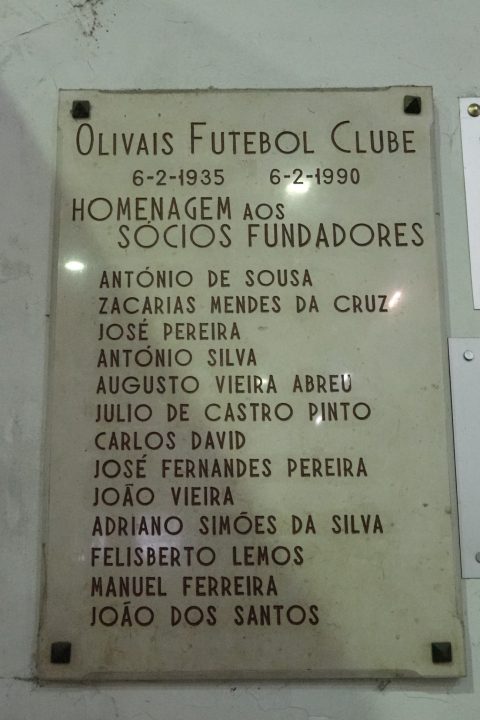 OLIVAIS FUTEBOL CLUBE
6-2-1935 6-2-1990
HOMENAGEM AOS
SÓCIOS FUNDADORES
ANTÓNIO DE SOUSA
ZACARIAS MENDES DA CRUZ
JOSÉ PEREIRA
ANTÓNIO SILVA
AUGUSTO VIEIRA ABREU
JULIO DE CASTRO PINTO
CARLOS DAVID
JOSÉ FERNANDES PEREIRA
JOÃO VIEIRA
ADRIANO SIMÕES DA SILVA
FELISBERTO LEMOS
MANUEL FERREIRA
JOÃO DOS SANTOS